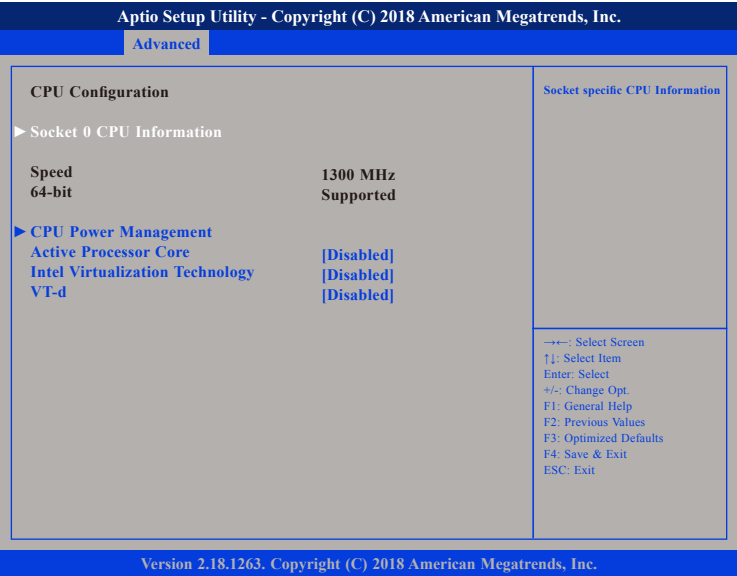 Aptio Setup Utility - Copyright (C) 2018 American Megatrends, Inc.
Advanced
CPU Configuration
▶ Socket 0 CPU Information
Speed 1300 MHz
64-bit Supported
▶ CPU Power Management
Active Processor Core [Disabled]
Intel Virtualization Technology [Disabled]
VT-d [Disabled]
Socket specific CPU Information
→←: Select Screen
↑↓: Select Item
Enter: Select
+/-: Change Opt.
F1: General Help
F2: Previous Values
F3: Optimized Defaults
F4: Save & Exit
ESC: Exit
Version 2.18.1263. Copyright (C) 2018 American Megatrends, Inc.